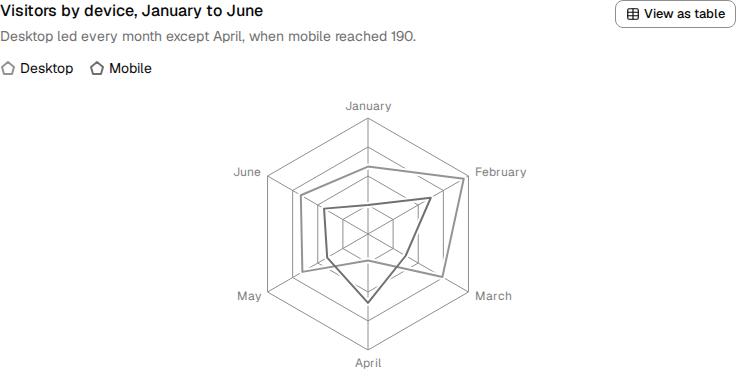 Visitors by device, January to June
View as table
Desktop led every month except April, when mobile reached 190.
Desktop
Mobile
January
June
February
May
March
April